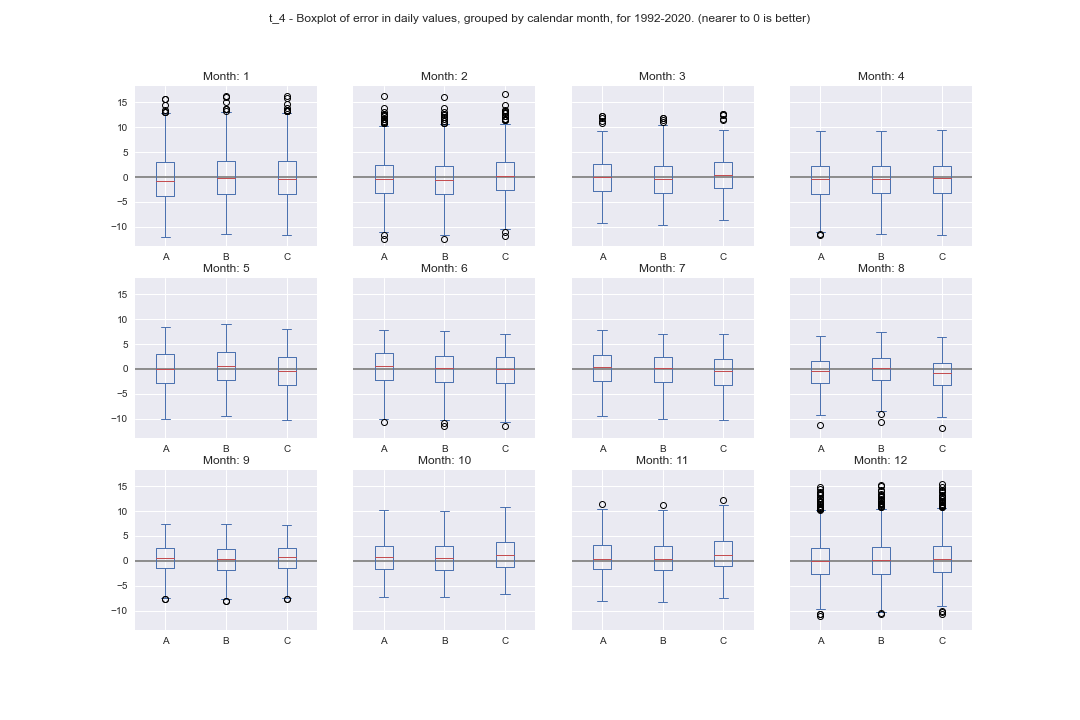 t_4 - Boxplot of error in daily values, grouped by calendar month, for 1992-2020. (nearer to 0 is better)
Month: 1 Month: 2 Month: 3 Month: 4
15
10
5
0
−5
−10
A B C A B C A B C A B C
Month: 5 Month: 6 Month: 7 Month: 8
15
10
5
0
−5
−10
A B C A B C A B C A B C
Month: 9 Month: 10 Month: 11 Month: 12
15
10
5
0
−5
−10
A B C A B C A B C A B C